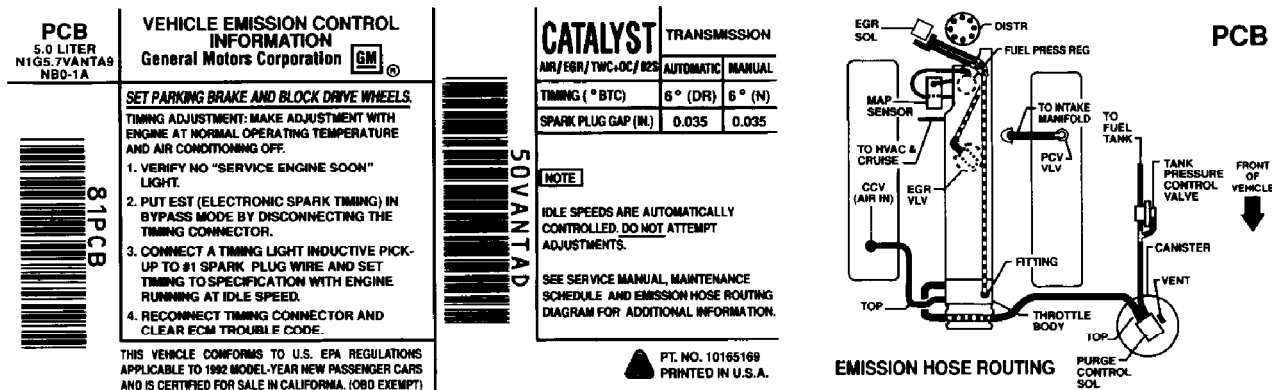 PCB
5.0 LITER
N1G5.7VANTA9
NB0-1A
81PCB
VEHICLE EMISSION CONTROL
INFORMATION
General Motors Corporation GM ®
SET PARKING BRAKE AND BLOCK DRIVE WHEELS.
TIMING ADJUSTMENT: MAKE ADJUSTMENT WITH
ENGINE AT NORMAL OPERATING TEMPERATURE
AND AIR CONDITIONING OFF.
1. VERIFY NO "SERVICE ENGINE SOON"
LIGHT.
2. PUT EST (ELECTRONIC SPARK TIMING) IN
BYPASS MODE BY DISCONNECTING THE
TIMING CONNECTOR.
3. CONNECT A TIMING LIGHT INDUCTIVE PICK-
UP TO #1 SPARK PLUG WIRE AND SET
TIMING TO SPECIFICATION WITH ENGINE
RUNNING AT IDLE SPEED.
4. RECONNECT TIMING CONNECTOR AND
CLEAR ECM TROUBLE CODE.
THIS VEHICLE CONFORMS TO U.S. EPA REGULATIONS
APPLICABLE TO 1992 MODEL-YEAR NEW PASSENGER CARS
AND IS CERTIFIED FOR SALE IN CALIFORNIA. (OBD EXEMPT)
50VANTAD
CATALYST TRANSMISSION
AIR/EGR/TWC+OC/02S AUTOMATIC MANUAL
TIMING (°BTC) 6° (DR) 6° (N)
SPARK PLUG GAP (IN.) 0.035 0.035
NOTE
IDLE SPEEDS ARE AUTOMATICALLY
CONTROLLED. DO NOT ATTEMPT
ADJUSTMENTS.
SEE SERVICE MANUAL, MAINTENANCE
SCHEDULE AND EMISSION HOSE ROUTING
DIAGRAM FOR ADDITIONAL INFORMATION.
PT. NO. 10165169
PRINTED IN U.S.A.
PCB
EGR
SOL
DISTR
FUEL PRESS REG
MAP
SENSOR
TO HVAC &
CRUISE
CCV
(AIR IN)
EGR
VLV
TO INTAKE
MANIFOLD
PCV
VLV
TO
FUEL
TANK
TANK
PRESSURE
CONTROL
VALVE
FRONT
OF
VEHICLE
CANISTER
FITTING
VENT
TOP
THROTTLE
BODY
TOP
PURGE
CONTROL
SOL
EMISSION HOSE ROUTING